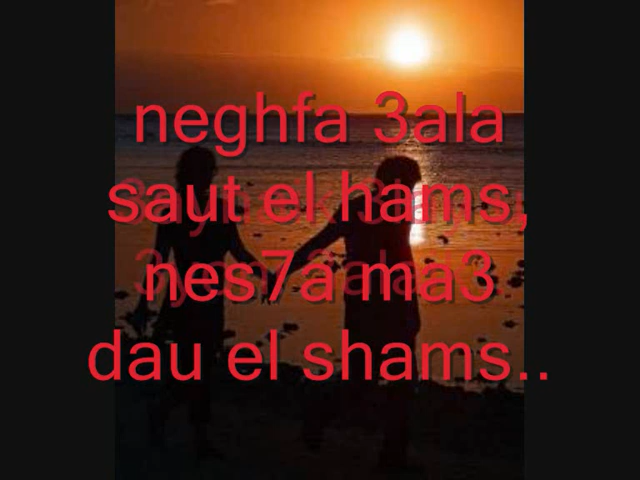 neghfa 3ala
saut el hams,
nes7a ma3
dau el shams..